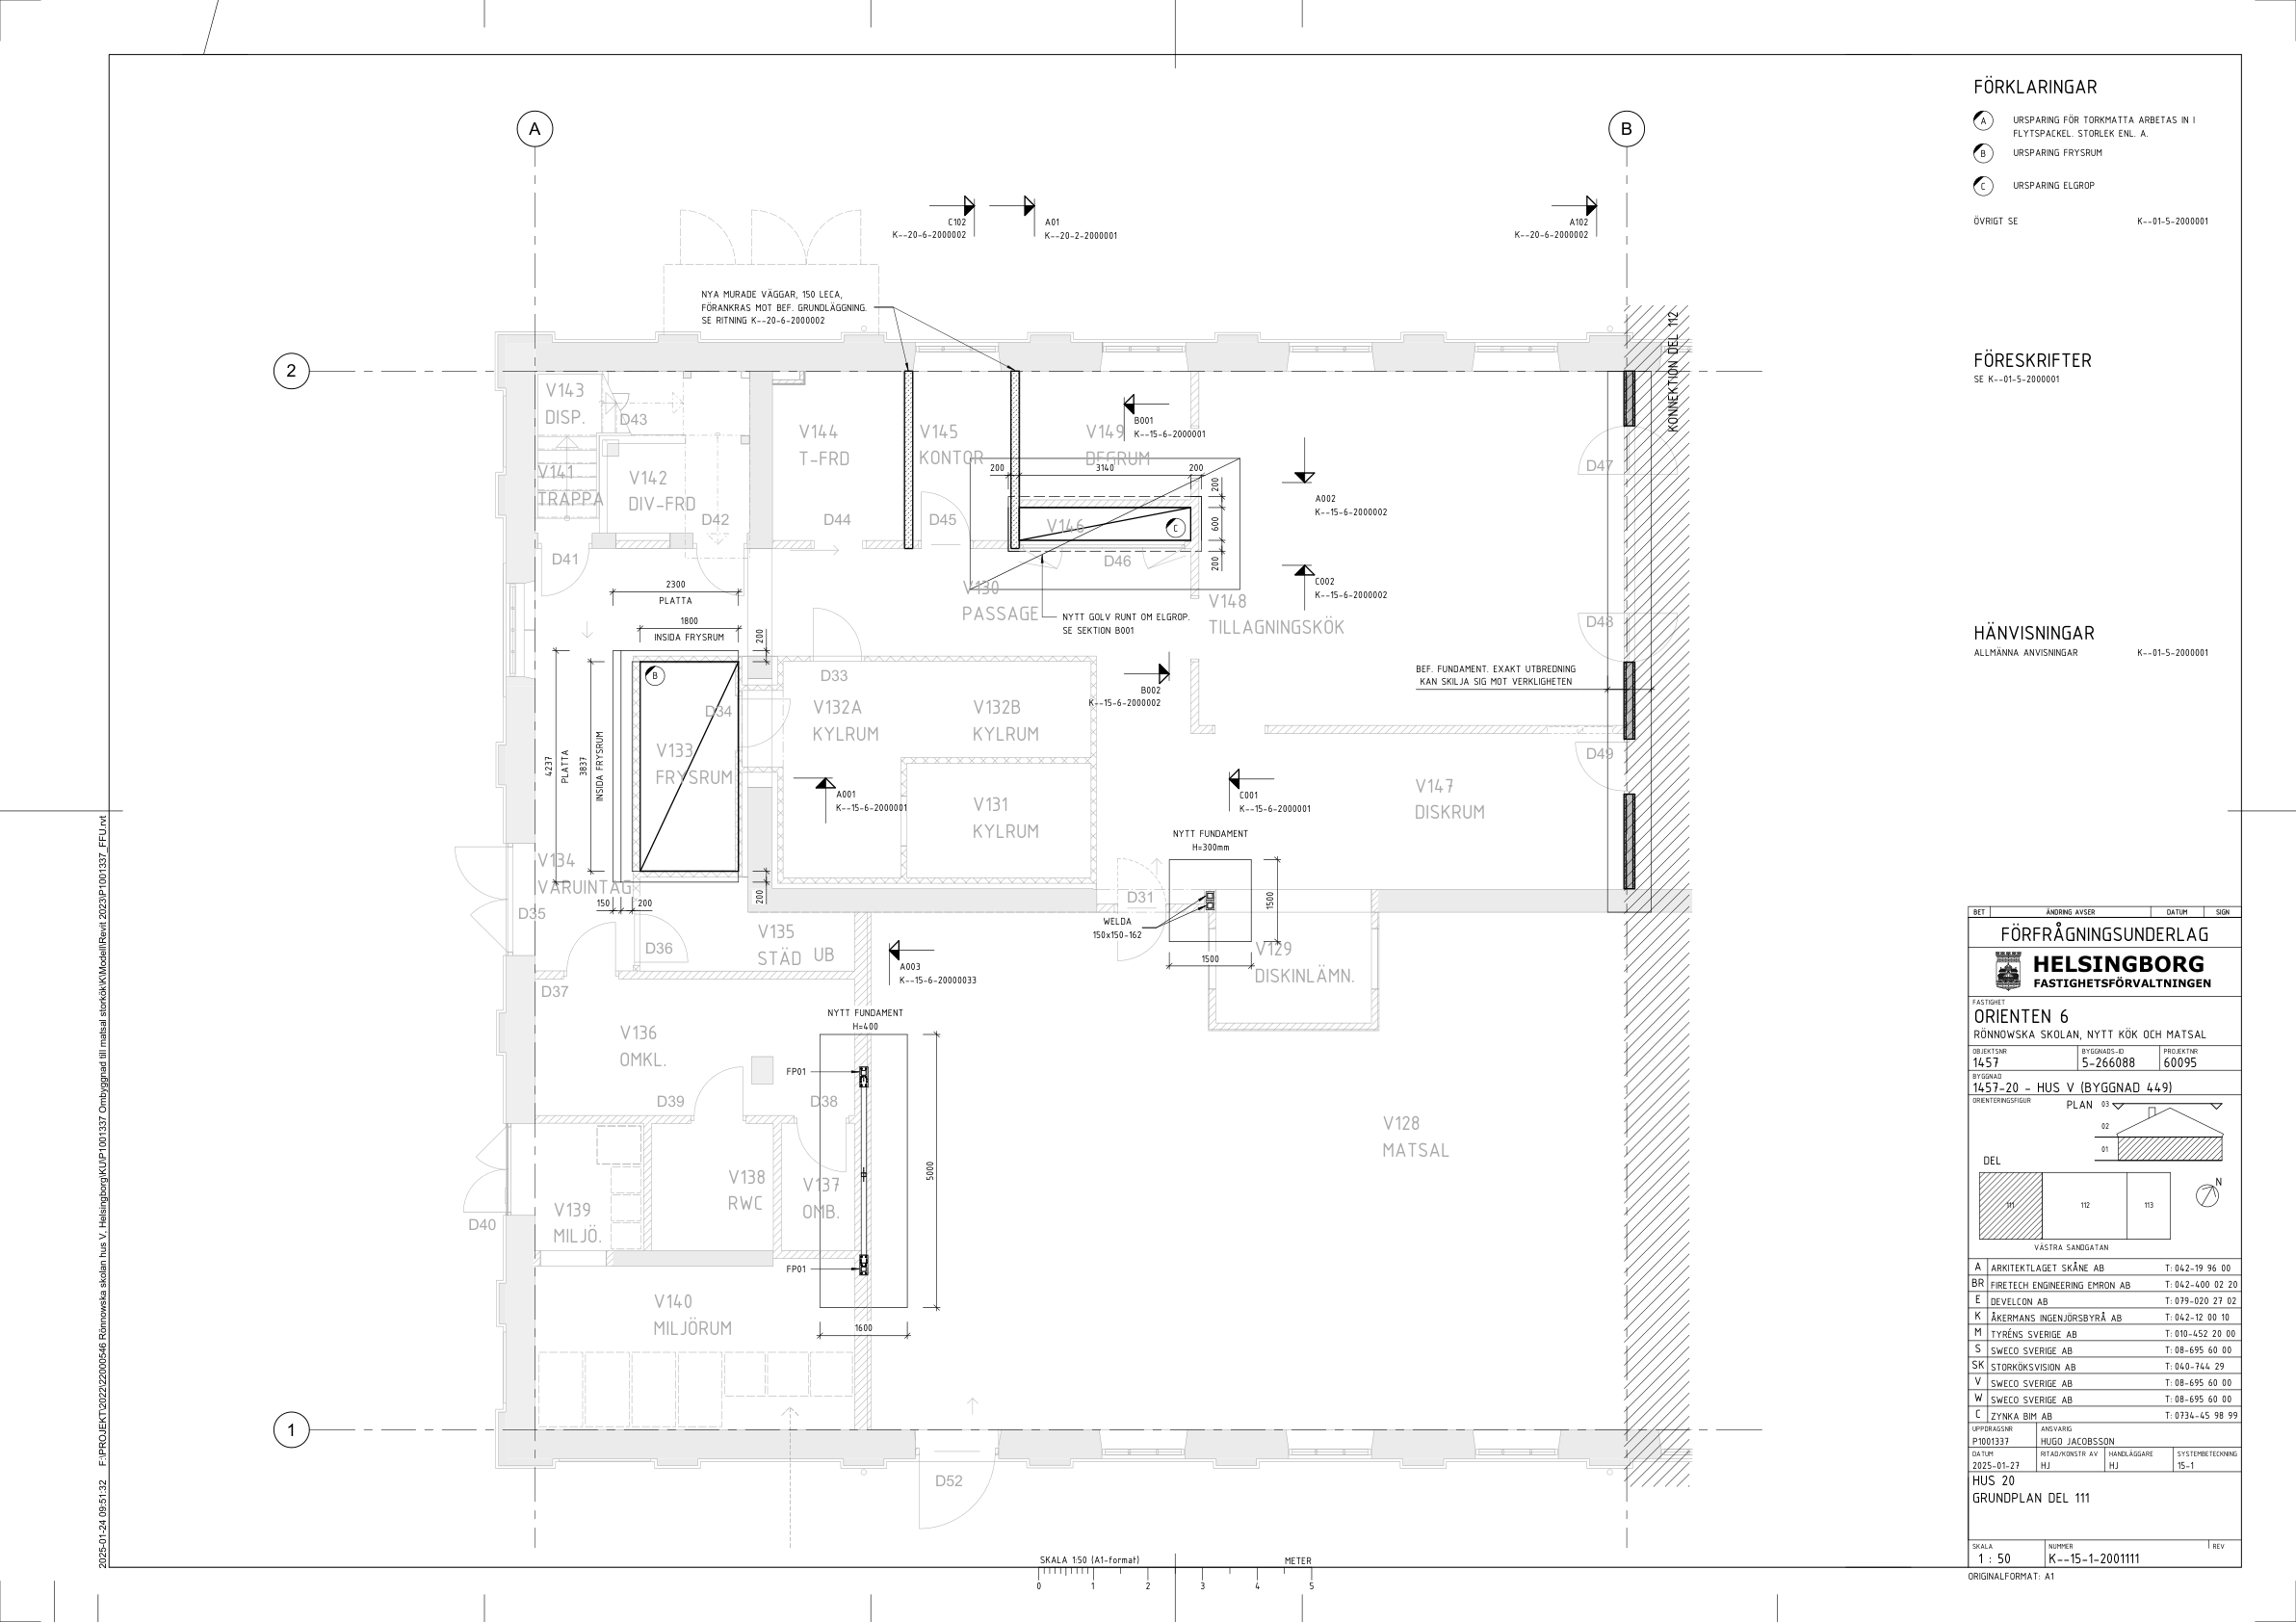 FÖRKLARINGAR
A
URSPARING FÖR TORKMATTA ARBETAS IN I
FLYTSPACKEL. STORLEK ENL. A.
B
URSPARING FRYSRUM
C
URSPARING ELGROP
ÖVRIGT SE K--01-5-2000001
FÖRESKRIFTER
SE K--01-5-2000001
HÄNVISNINGAR
ALLMÄNNA ANVISNINGAR K--01-5-2000001
A
B
2
1
C102
K--20-6-2000002
A01
K--20-2-2000001
A102
K--20-6-2000002
NYA MURADE VÄGGAR, 150 LECA,
FÖRANKRAS MOT BEF. GRUNDLÄGGNING.
SE RITNING K--20-6-2000002
KONNEKTION DEL 112
V143
DISP.
D43
V141
TRAPPA
V142
DIV-FRD
D42
D41
V144
T-FRD
D44
V145
KONTOR
D45
V149
DEGRUM
B001
K--15-6-2000001
200
3140
200
200
600
200
V146
C
D46
A002
K--15-6-2000002
C002
K--15-6-2000002
D47
D48
D49
V130
PASSAGE
NYTT GOLV RUNT OM ELGROP.
SE SEKTION B001
V148
TILLAGNINGSKÖK
2300
PLATTA
1800
INSIDA FRYSRUM
200
B
4237
PLATTA
3837
INSIDA FRYSRUM
D34
V133
FRYSRUM
D33
V132A
KYLRUM
V132B
KYLRUM
V131
KYLRUM
B002
K--15-6-2000002
BEF. FUNDAMENT. EXAKT UTBREDNING
KAN SKILJA SIG MOT VERKLIGHETEN
A001
K--15-6-2000001
C001
K--15-6-2000001
V147
DISKRUM
NYTT FUNDAMENT
H=300mm
1500
1500
D31
WELDA
150x150-162
V129
DISKINLÄMN.
V134
VARUINTAG
150
200
200
D35
D36
D37
V135
STÄD
UB
A003
K--15-6-20000033
NYTT FUNDAMENT
H=400
V136
OMKL.
FP01
D39
D38
V138
RWC
V137
OMB.
V139
MILJÖ.
D40
FP01
5000
1600
V140
MILJÖRUM
V128
MATSAL
D52
SKALA 1:50 (A1-format)
METER
0 1 2 3 4 5
2025-01-24 09:51:32 F:\PROJEKT\2022\22000546 Rönnowska skolan hus V, Helsingborg\KU\P1001337 Ombyggnad till matsal storkök\K\Modell\Revit 2023\P1001337_FFU.rvt
BET ÄNDRING AVSER DATUM SIGN
FÖRFRÅGNINGSUNDERLAG
HELSINGBORG
FASTIGHETSFÖRVALTNINGEN
FASTIGHET
ORIENTEN 6
RÖNNOWSKA SKOLAN, NYTT KÖK OCH MATSAL
OBJEKTSNR BYGGNADS-ID PROJEKTNR
1457 5-266088 60095
BYGGNAD
1457-20 - HUS V (BYGGNAD 449)
ORIENTERINGSFIGUR
PLAN 03
02
01
DEL
N
111 112 113
VÄSTRA SANDGATAN
A ARKITEKTLAGET SKÅNE AB T: 042-19 96 00
BR FIRETECH ENGINEERING EMRON AB T: 042-400 02 20
E DEVELCON AB T: 079-020 27 02
K ÅKERMANS INGENJÖRSBYRÅ AB T: 042-12 00 10
M TYRÉNS SVERIGE AB T: 010-452 20 00
S SWECO SVERIGE AB T: 08-695 60 00
SK STORKÖKSVISION AB T: 040-744 29
V SWECO SVERIGE AB T: 08-695 60 00
W SWECO SVERIGE AB T: 08-695 60 00
C ZYNKA BIM AB T: 0734-45 98 99
UPPDRAGSNR ANSVARIG
P1001337 HUGO JACOBSSON
DATUM RITAD/KONSTR AV HANDLÄGGARE SYSTEMBETECKNING
2025-01-27 HJ HJ 15-1
HUS 20
GRUNDPLAN DEL 111
SKALA NUMMER REV
1 : 50 K--15-1-2001111
ORIGINALFORMAT: A1